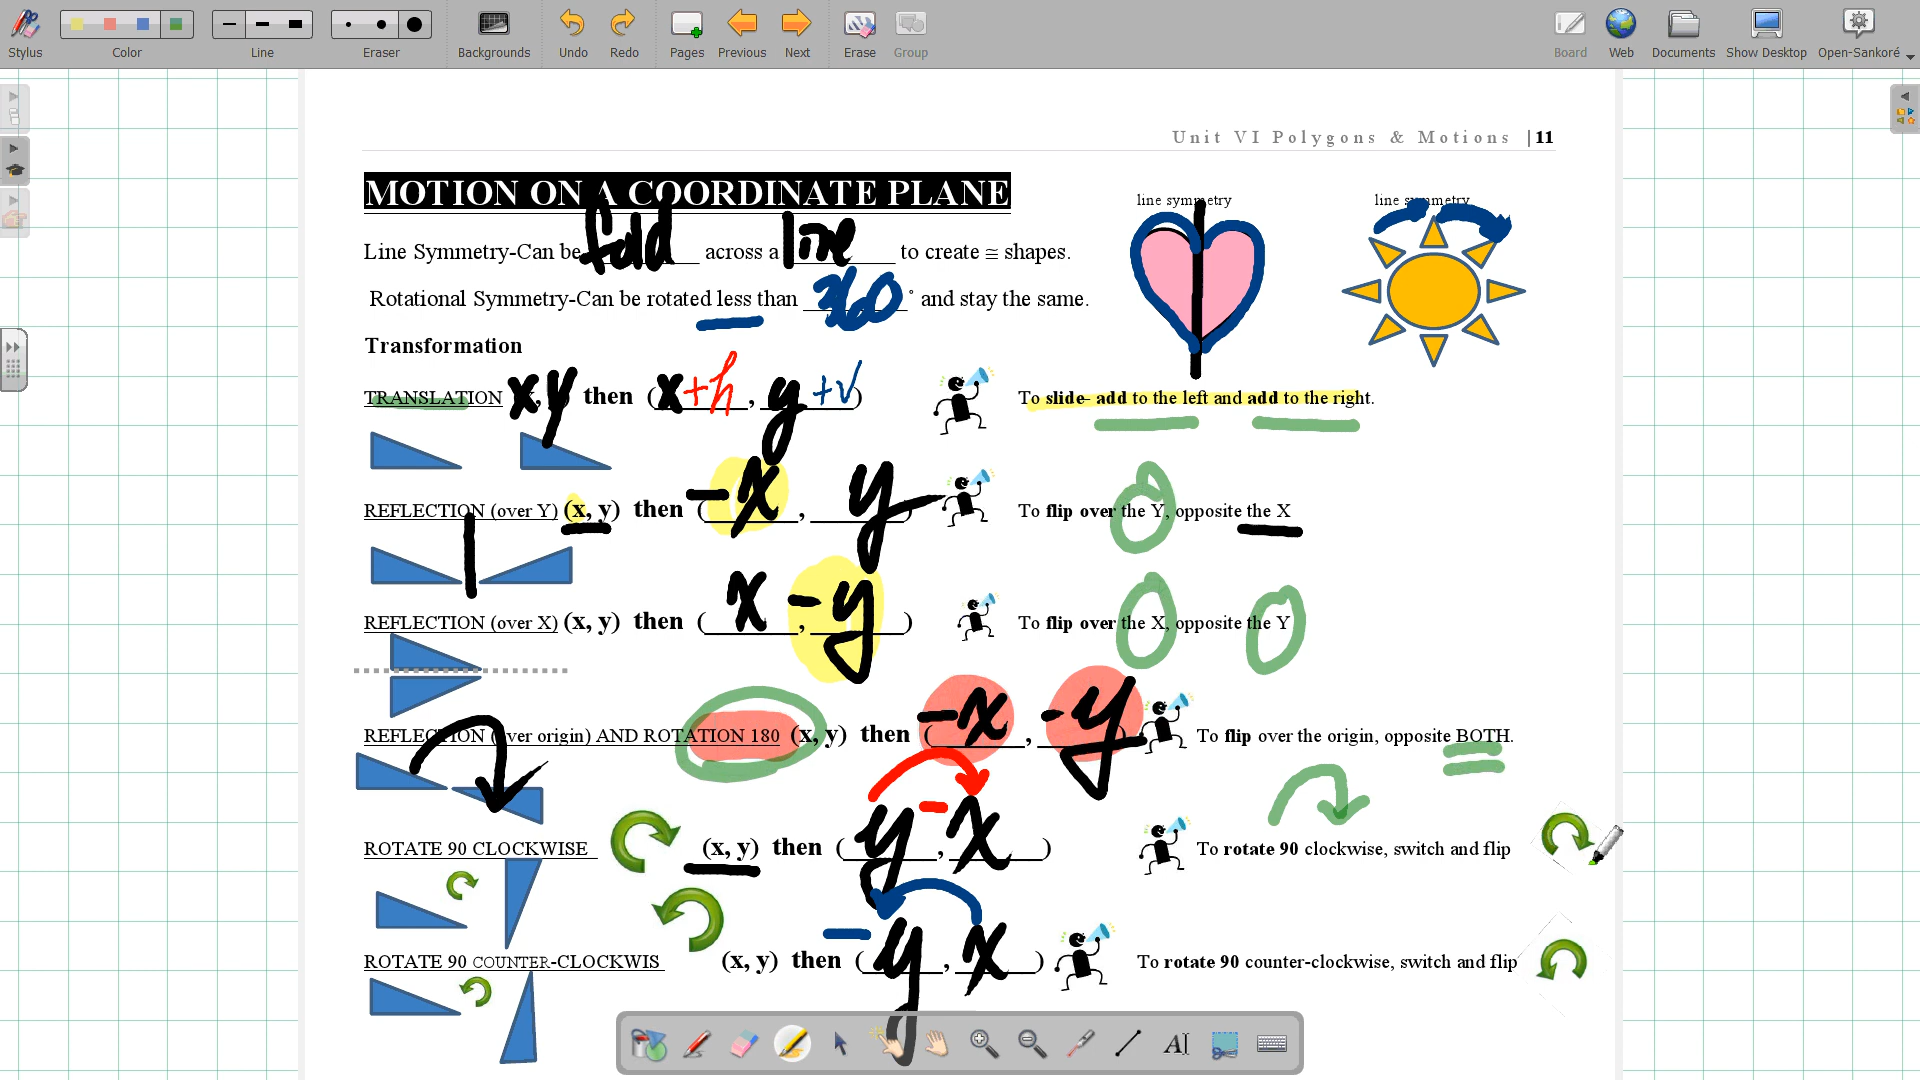 Stylus Color Line Eraser Backgrounds Undo Redo Pages Previous Next Erase Group Board Web Documents Show Desktop Open-Sankoré
Unit VI Polygons & Motions |11
MOTION ON A COORDINATE PLANE
line symmetry line symmetry
Line Symmetry-Can be fold across a line to create ≅ shapes.
Rotational Symmetry-Can be rotated less than 360° and stay the same.
Transformation
TRANSLATION x, y then (x+h, y+v) To slide– add to the left and add to the right.
REFLECTION (over Y) (x, y) then (-x, y) To flip over the Y, opposite the X
REFLECTION (over X) (x, y) then (x, -y) To flip over the X, opposite the Y
REFLECTION (over origin) AND ROTATION 180 (x, y) then (-x, -y) To flip over the origin, opposite BOTH.
ROTATE 90 CLOCKWISE (x, y) then (y, -x) To rotate 90 clockwise, switch and flip
ROTATE 90 COUNTER-CLOCKWIS (x, y) then (-y, x) To rotate 90 counter-clockwise, switch and flip